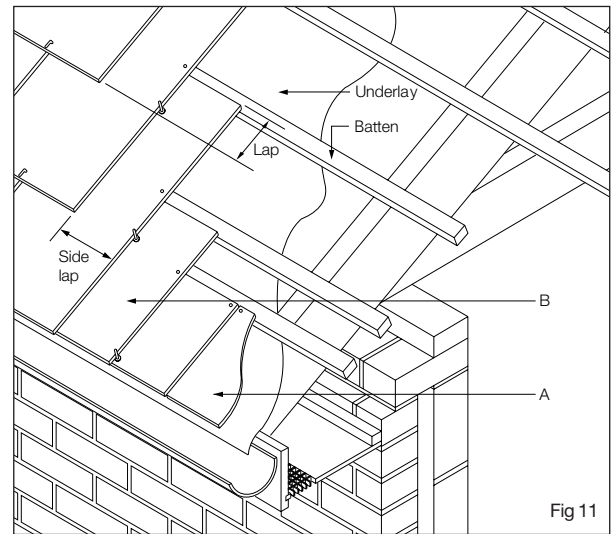 Underlay
Batten
Lap
Side
lap
B
A
Fig 11